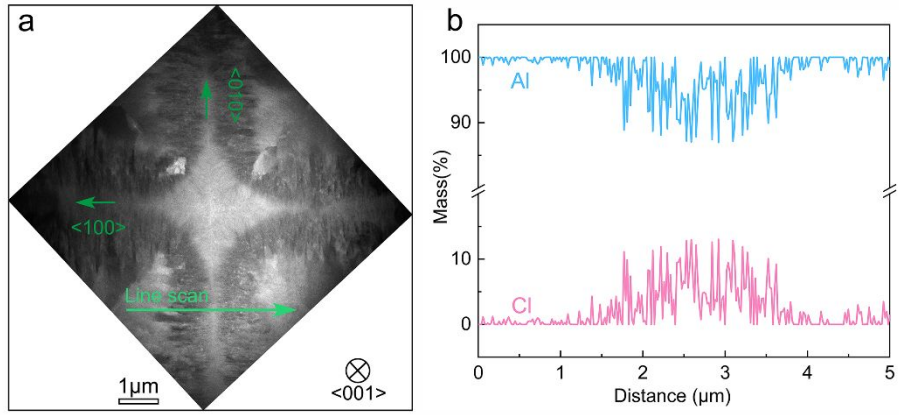 a
<010>
<100>
Line scan
1μm
<001>
b
Mass(%)
100
90
10
0
Al
Cl
0
1
2
3
4
5
Distance (μm)